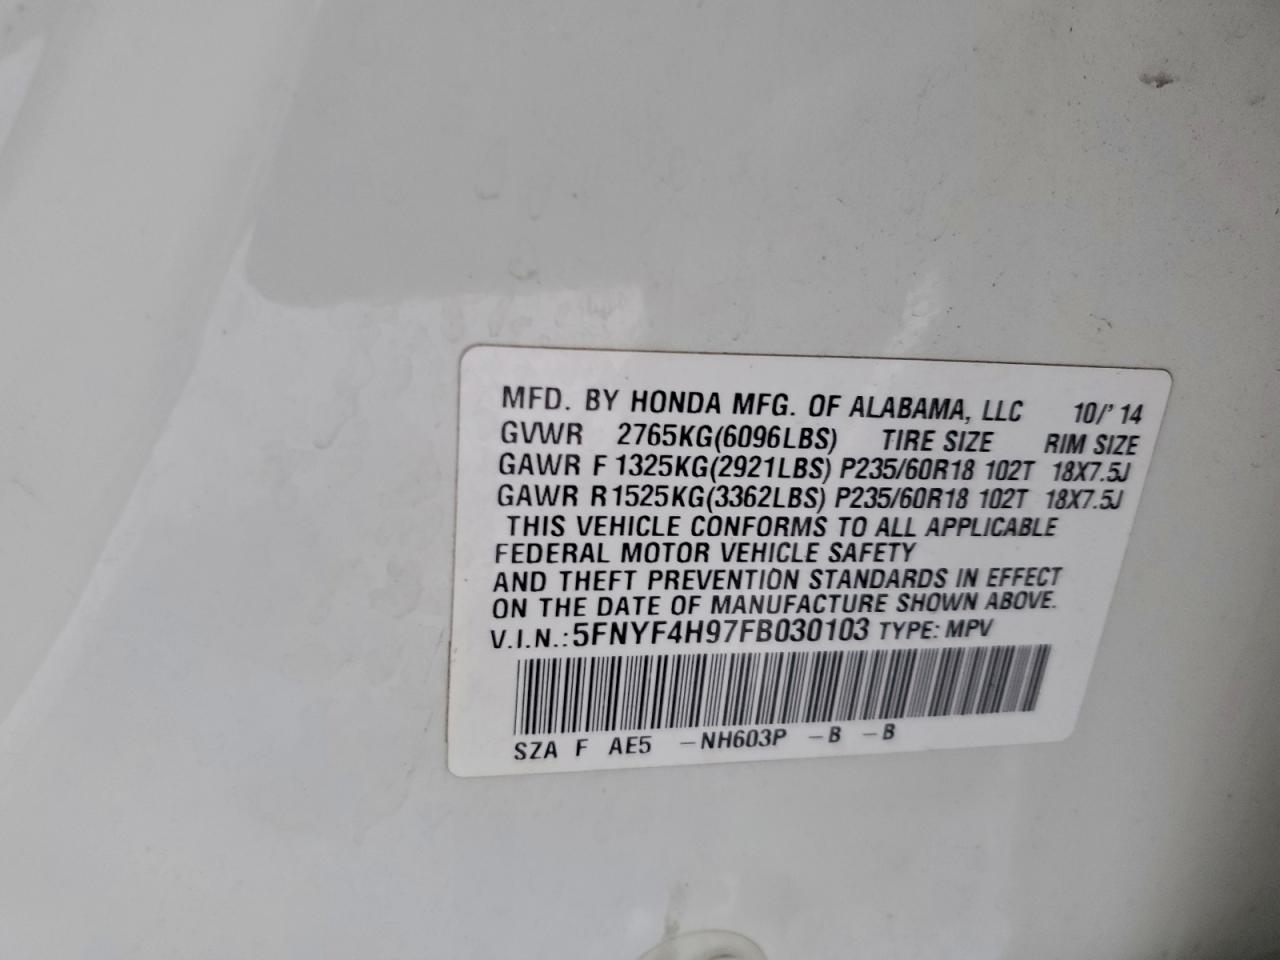 MFD. BY HONDA MFG. OF ALABAMA, LLC 10/'14
GVWR 2765KG(6096LBS) TIRE SIZE RIM SIZE
GAWR F 1325KG(2921LBS) P235/60R18 102T 18X7.5J
GAWR R1525KG(3362LBS) P235/60R18 102T 18X7.5J
THIS VEHICLE CONFORMS TO ALL APPLICABLE
FEDERAL MOTOR VEHICLE SAFETY
AND THEFT PREVENTION STANDARDS IN EFFECT
ON THE DATE OF MANUFACTURE SHOWN ABOVE.
V.I.N.: 5FNYF4H97FB030103 TYPE: MPV
SZA F AE5 -NH603P -B -B